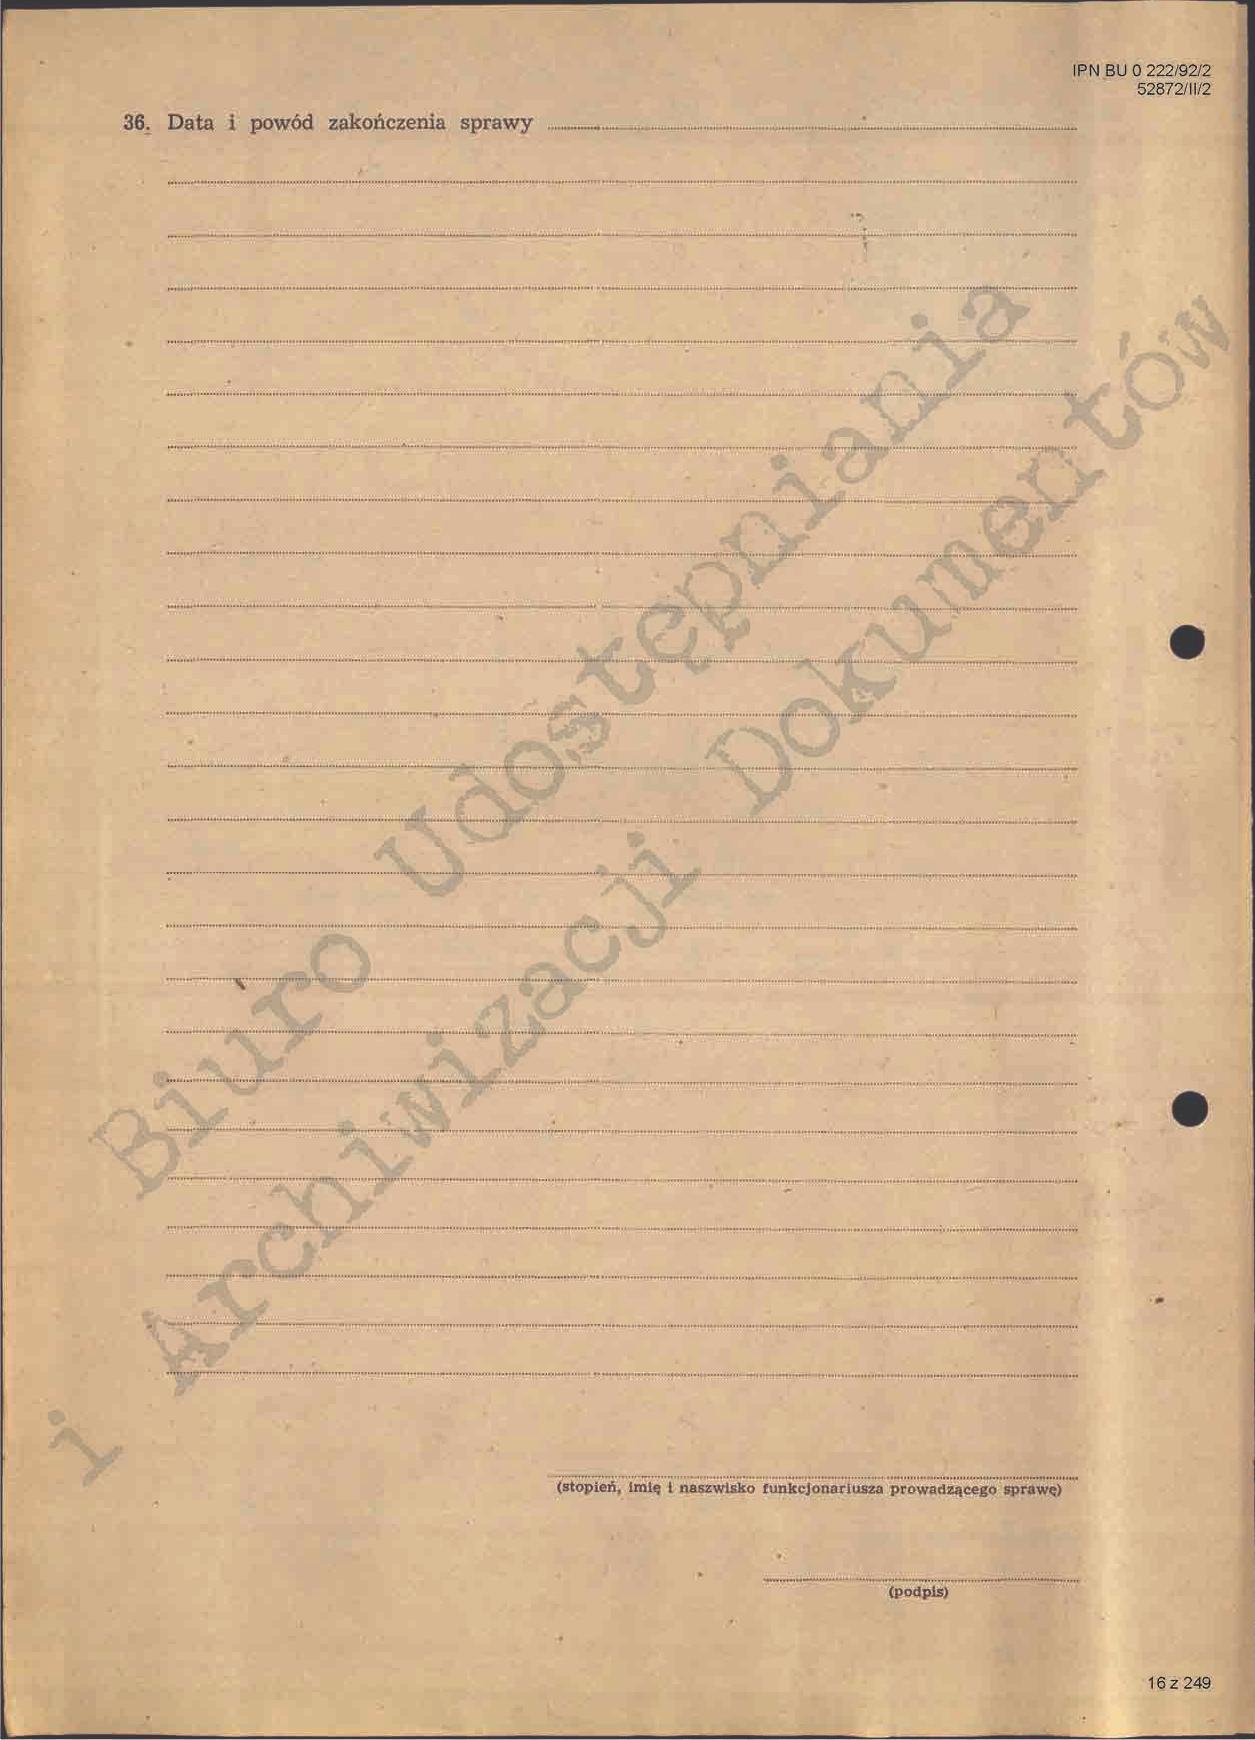 IPN BU 0 222/92/2
52872/II/2
36. Data i powód zakończenia sprawy
Biuro Udostępniania
i Archiwizacji Dokumentów
(stopień, imię i naszwisko funkcjonariusza prowadzącego sprawę)
(podpis)
16 z 249